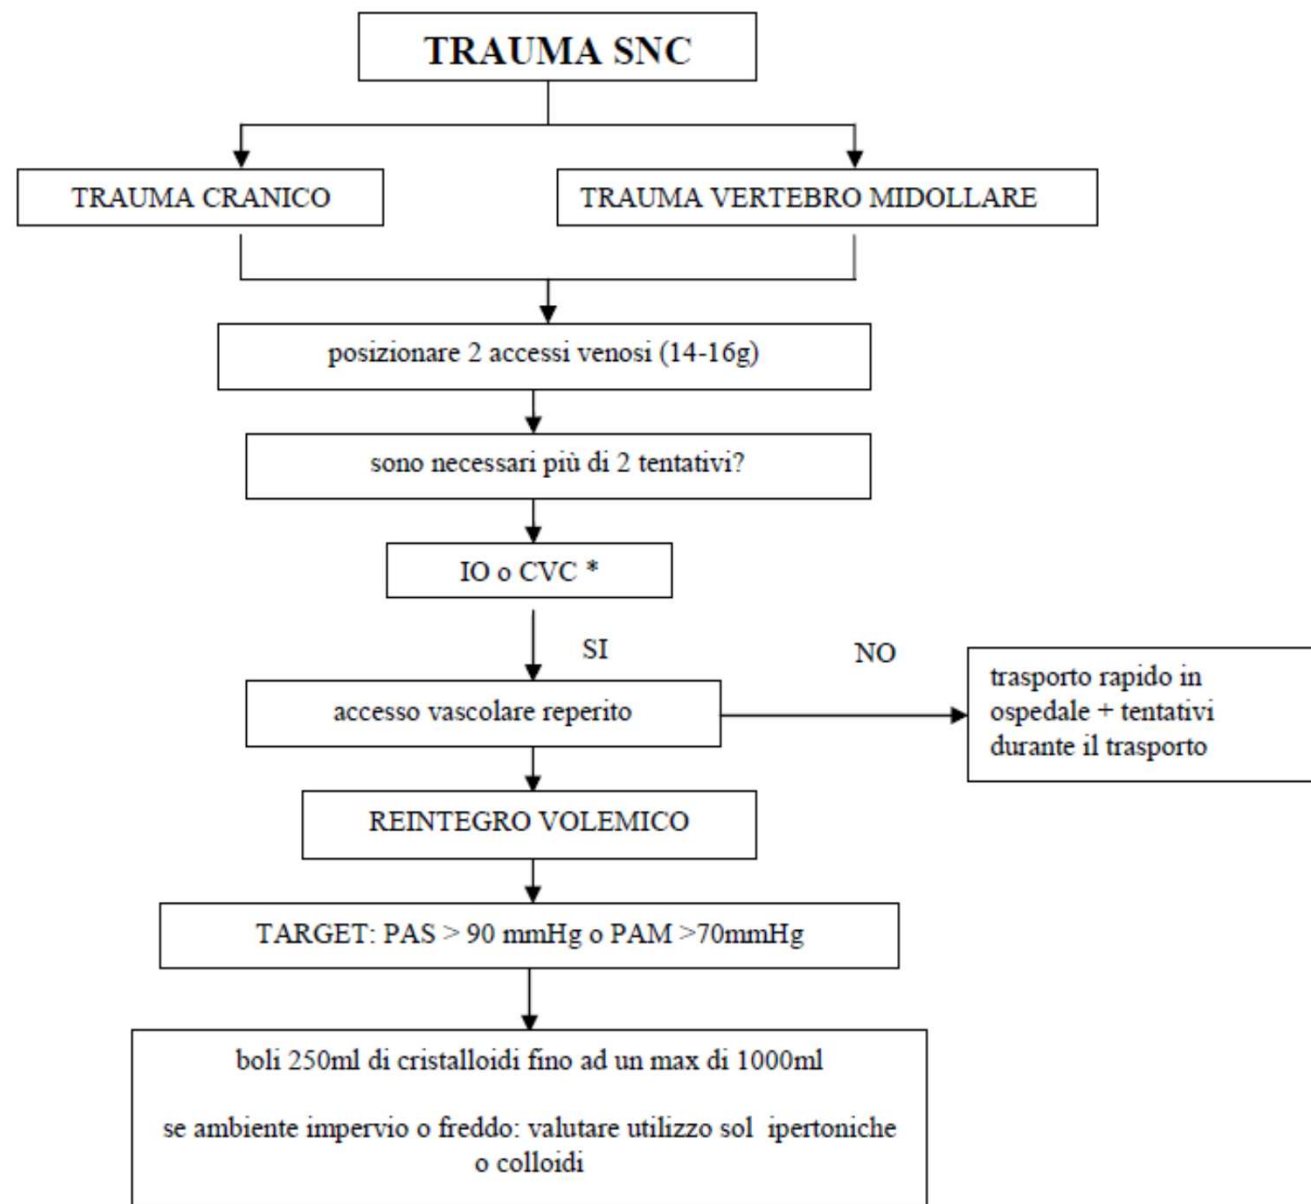 TRAUMA SNC
TRAUMA CRANICO
TRAUMA VERTEBRO MIDOLLARE
posizionare 2 accessi venosi (14-16g)
sono necessari più di 2 tentativi?
IO o CVC *
SI
NO
accesso vascolare reperito
trasporto rapido in
ospedale + tentativi
durante il trasporto
REINTEGRO VOLEMICO
TARGET: PAS > 90 mmHg o PAM >70mmHg
boli 250ml di cristalloidi fino ad un max di 1000ml
se ambiente impervio o freddo: valutare utilizzo sol  ipertoniche
o colloidi